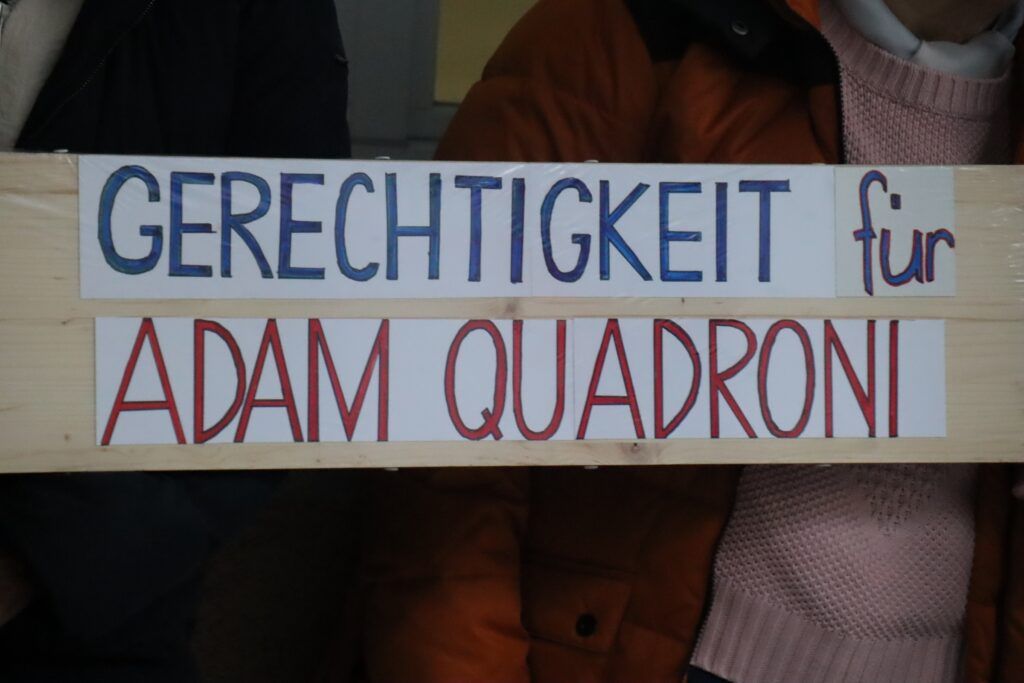 GERECHTIGKEIT für
ADAM QUADRONI